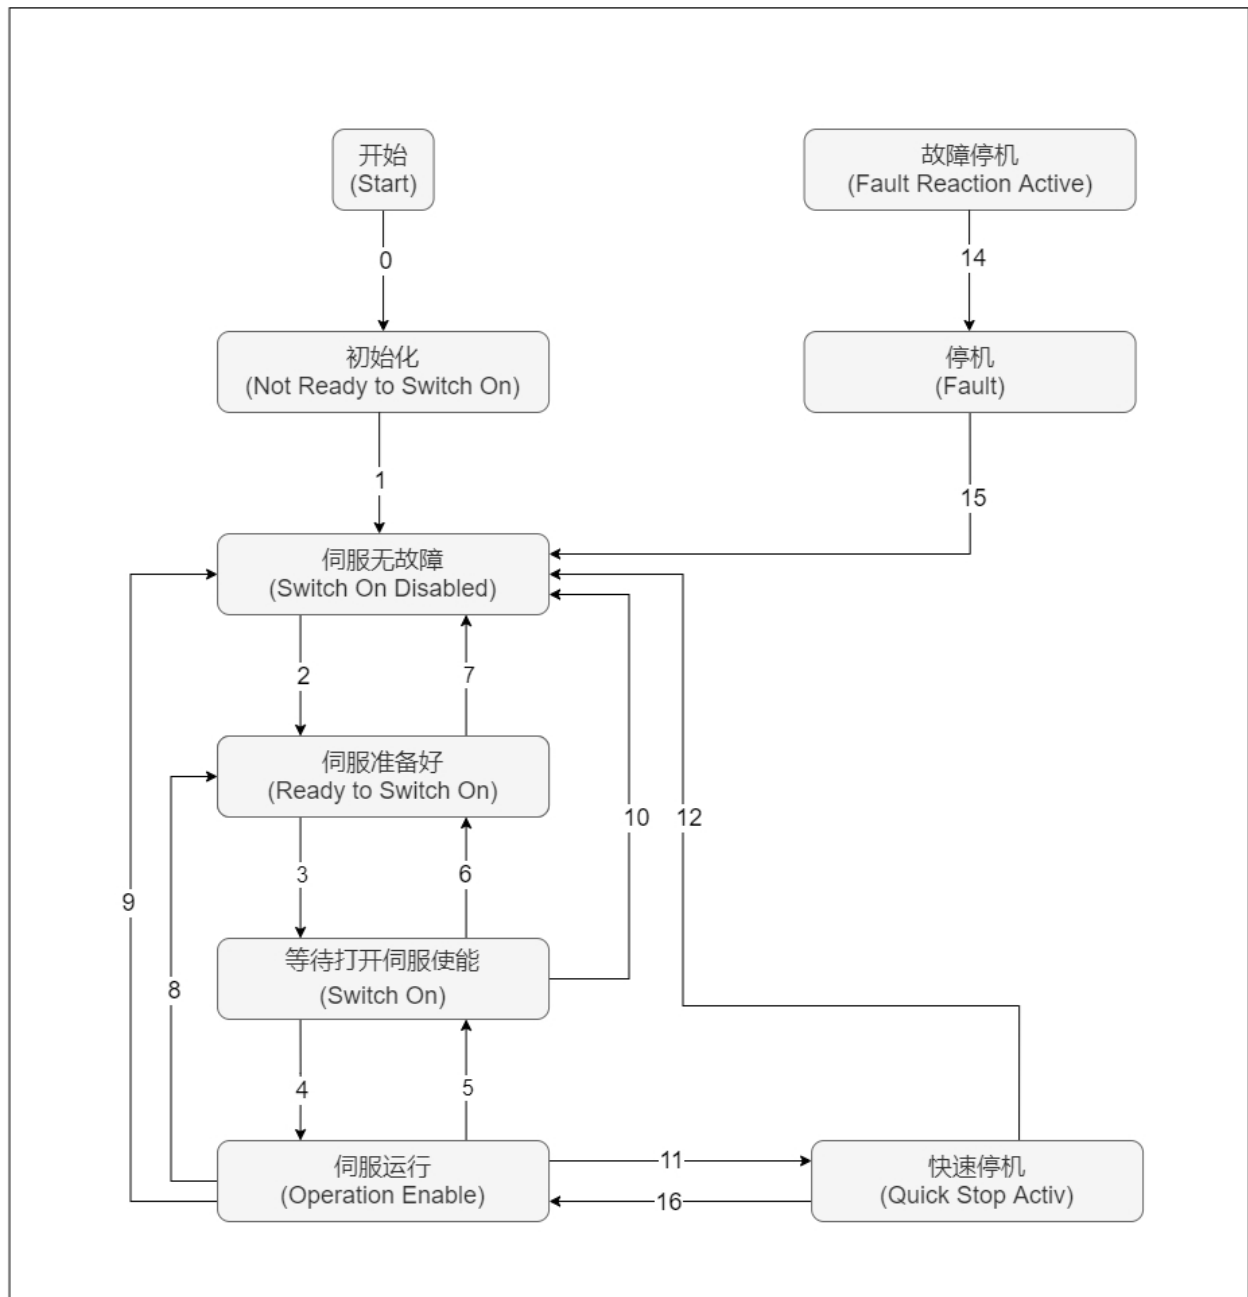 开始
(Start)
故障停机
(Fault Reaction Active)
0
14
初始化
(Not Ready to Switch On)
停机
(Fault)
1
15
伺服无故障
(Switch On Disabled)
2
7
伺服准备好
(Ready to Switch On)
10
12
3
6
9
等待打开伺服使能
(Switch On)
8
4
5
伺服运行
(Operation Enable)
11
16
快速停机
(Quick Stop Activ)